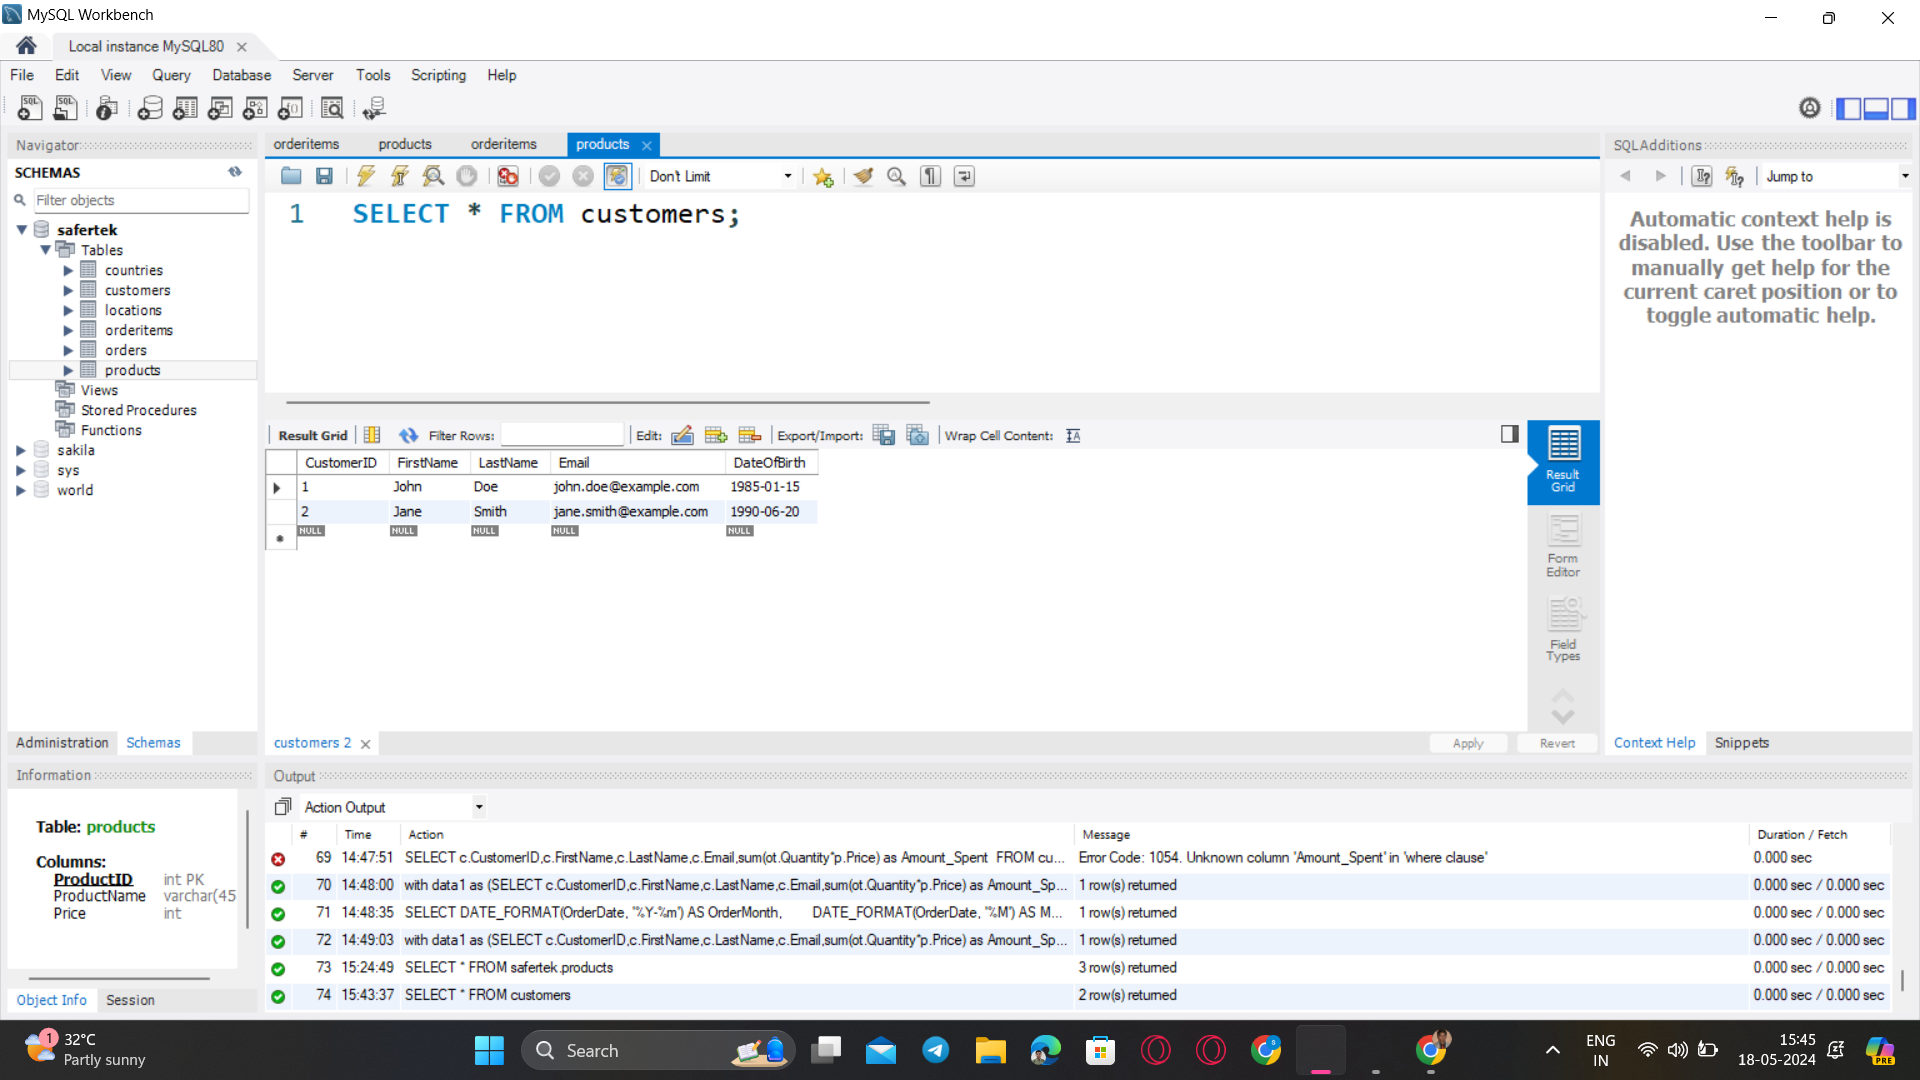 MySQL Workbench
Local instance MySQL80
File Edit View Query Database Server Tools Scripting Help
Navigator
SCHEMAS
Filter objects
safertek
Tables
countries
customers
locations
orderitems
orders
products
Views
Stored Procedures
Functions
sakila
sys
world
Administration Schemas
Information
Table: products
Columns:
ProductID int PK
ProductName varchar(45
Price int
Object Info Session
orderitems products orderitems products
Don't Limit
1 SELECT * FROM customers;
Result Grid Filter Rows: Edit: Export/Import: Wrap Cell Content:
CustomerID FirstName LastName Email DateOfBirth
1 John Doe john.doe@example.com 1985-01-15
2 Jane Smith jane.smith@example.com 1990-06-20
NULL NULL NULL NULL NULL
Result
Grid
Form
Editor
Field
Types
customers 2
Apply Revert
SQLAdditions
Jump to
Automatic context help is
disabled. Use the toolbar to
manually get help for the
current caret position or to
toggle automatic help.
Context Help Snippets
Output
Action Output
# Time Action Message Duration / Fetch
69 14:47:51 SELECT c.CustomerID,c.FirstName,c.LastName,c.Email,sum(ot.Quantity*p.Price) as Amount_Spent FROM cu... Error Code: 1054. Unknown column 'Amount_Spent' in 'where clause' 0.000 sec
70 14:48:00 with data1 as (SELECT c.CustomerID,c.FirstName,c.LastName,c.Email,sum(ot.Quantity*p.Price) as Amount_Sp... 1 row(s) returned 0.000 sec / 0.000 sec
71 14:48:35 SELECT DATE_FORMAT(OrderDate, '%Y-%m') AS OrderMonth, DATE_FORMAT(OrderDate, '%M') AS M... 1 row(s) returned 0.000 sec / 0.000 sec
72 14:49:03 with data1 as (SELECT c.CustomerID,c.FirstName,c.LastName,c.Email,sum(ot.Quantity*p.Price) as Amount_Sp... 1 row(s) returned 0.000 sec / 0.000 sec
73 15:24:49 SELECT * FROM safertek.products 3 row(s) returned 0.000 sec / 0.000 sec
74 15:43:37 SELECT * FROM customers 2 row(s) returned 0.000 sec / 0.000 sec
1
32°C
Partly sunny
Search
ENG
IN
15:45
18-05-2024
PRE